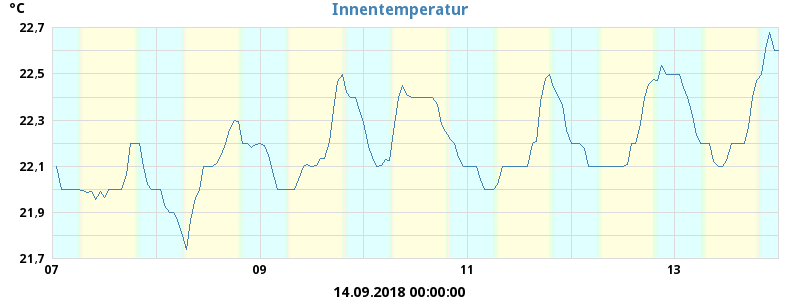 Innentemperatur
°C
22,7
22,5
22,3
22,1
21,9
21,7
07 09 11 13
14.09.2018 00:00:00